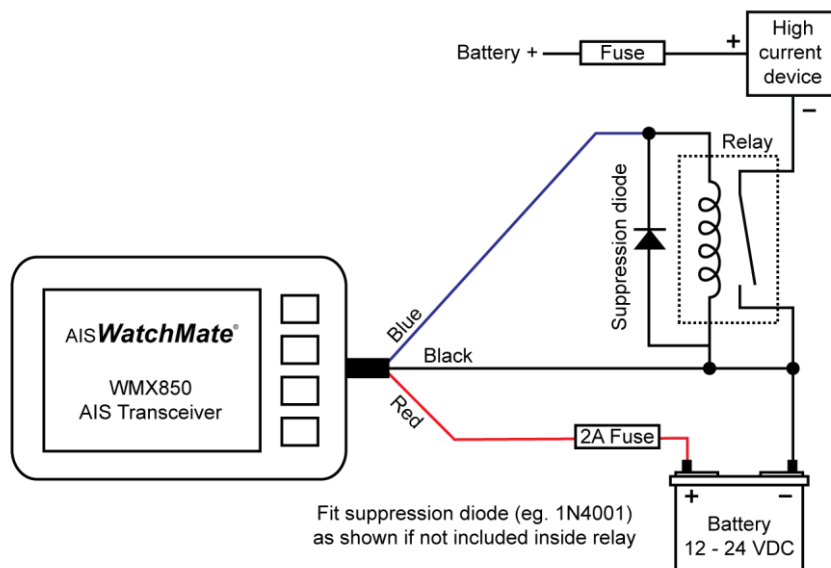 High
current
device
Battery +
Fuse
+
−
Relay
Suppression diode
Blue
Black
Red
AIS WatchMate®
WMX850
AIS Transceiver
2A Fuse
+ −
Battery
12 - 24 VDC
Fit suppression diode (eg. 1N4001)
as shown if not included inside relay